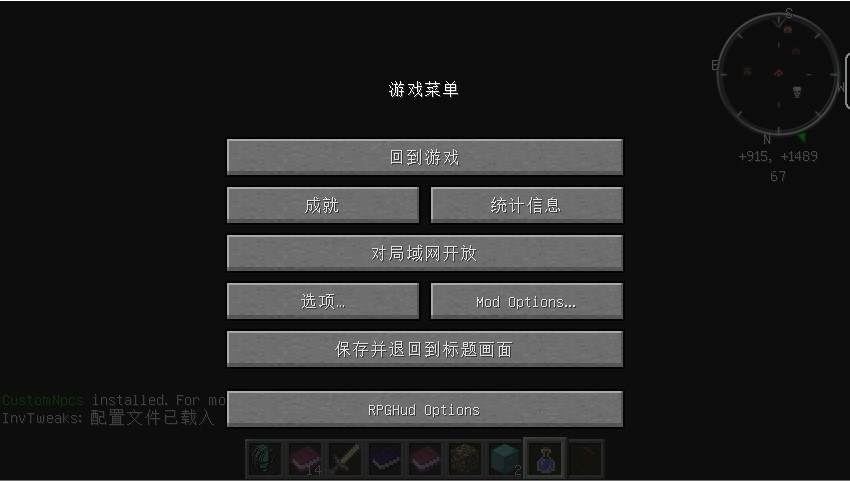 S
E
W
N
+915, +1489
67
游戏菜单
回到游戏
成就
统计信息
对局域网开放
选项…
Mod Options...
保存并退回到标题画面
CustomNpcs installed. For mo
InvTweaks: 配置文件已载入
RPGHud Options
14
2